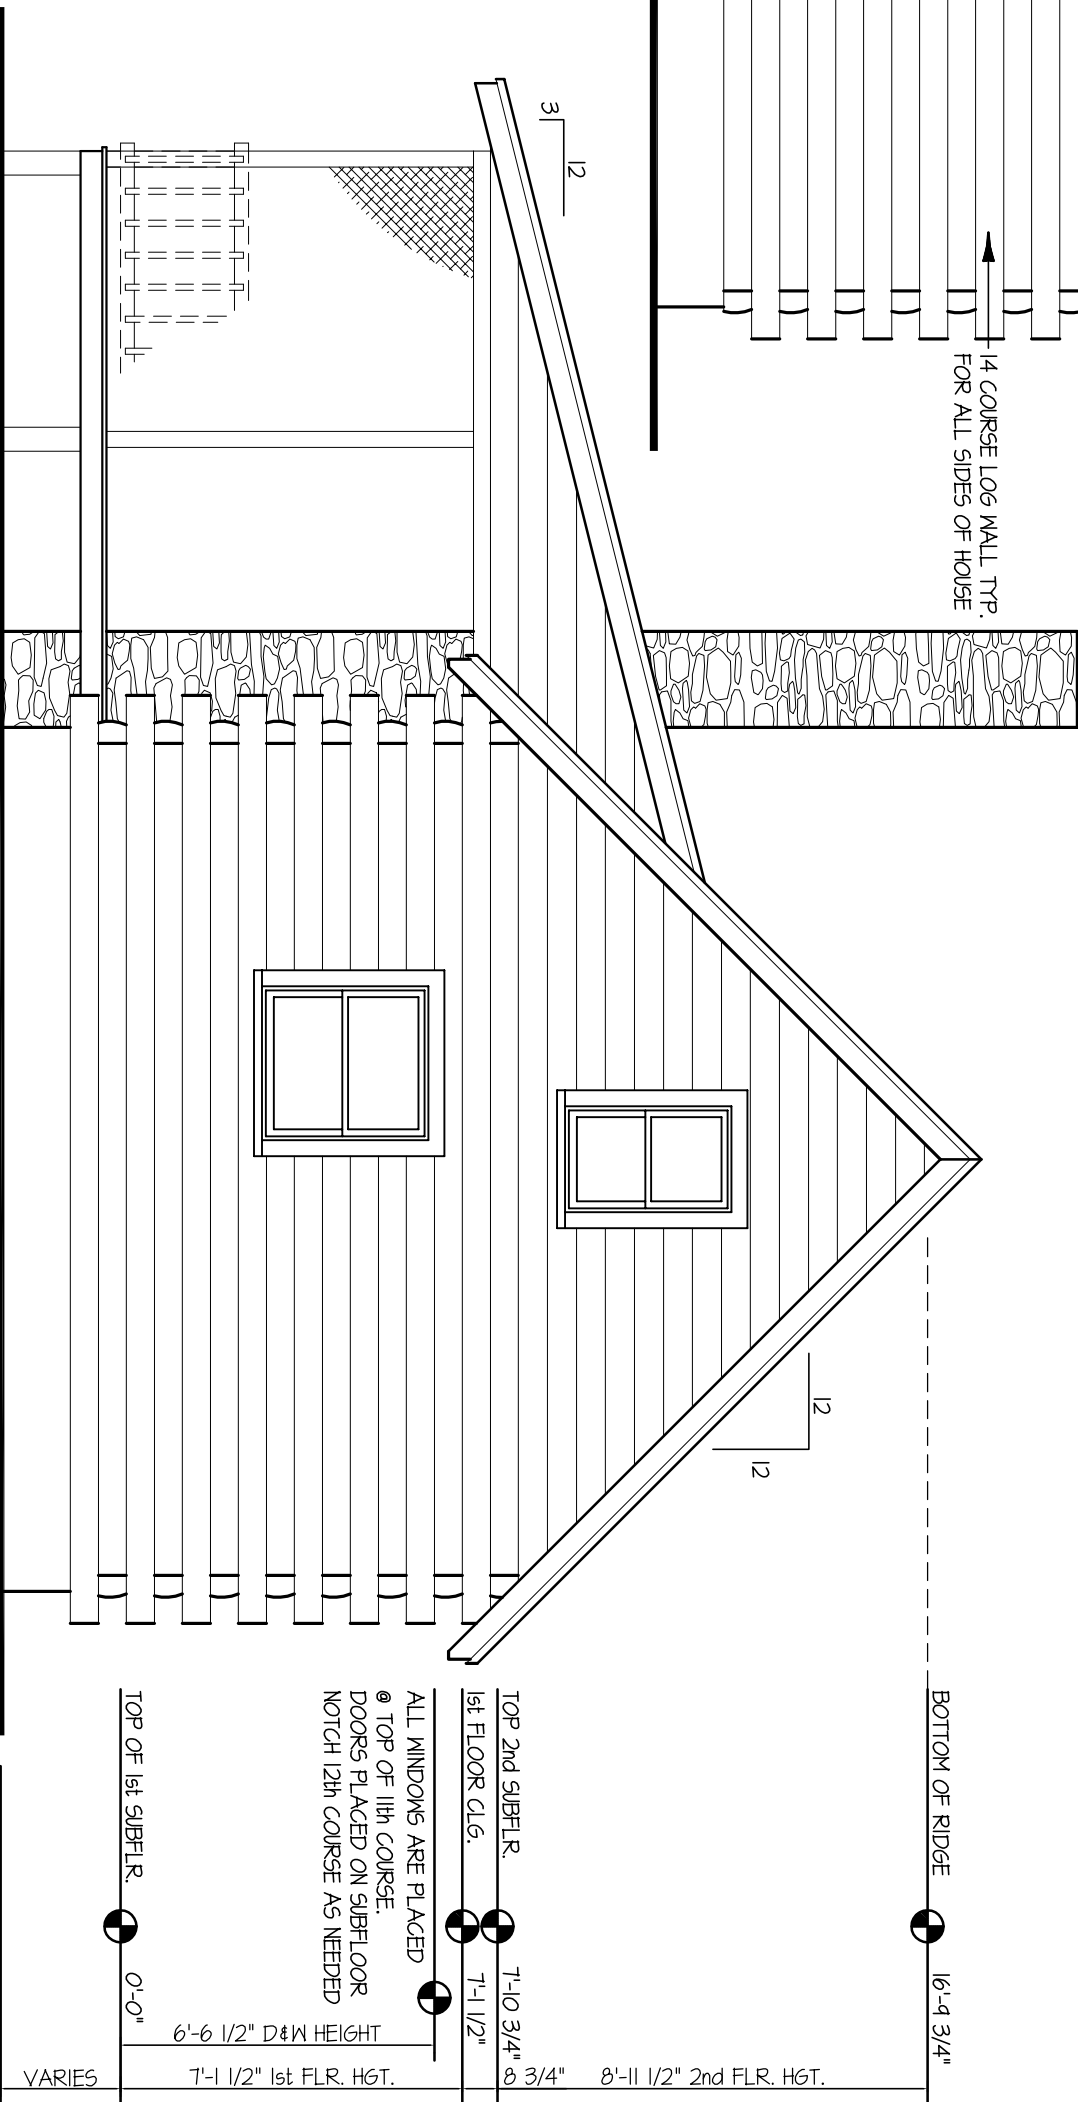 14 COURSE LOG WALL TYP.
FOR ALL SIDES OF HOUSE
3
12
12
12
BOTTOM OF RIDGE 16'-9 3/4"
TOP 2nd SUBFLR. 7'-10 3/4"
1st FLOOR CLG. 7'-1 1/2"
ALL WINDOWS ARE PLACED
@ TOP OF 11th COURSE.
DOORS PLACED ON SUBFLOOR
NOTCH 12th COURSE AS NEEDED
TOP OF 1st SUBFLR. 0'-0"
6'-6 1/2" D&W HEIGHT
VARIES
7'-1 1/2" 1st FLR. HGT.
8 3/4"
8'-11 1/2" 2nd FLR. HGT.